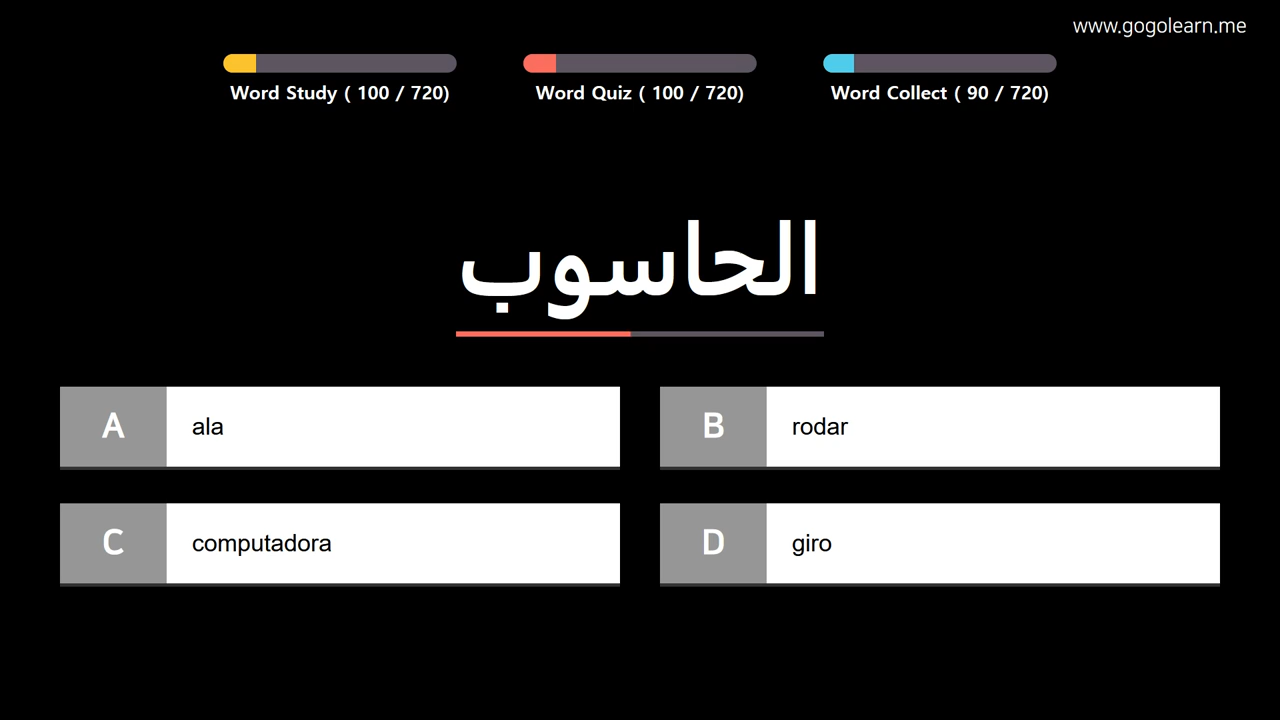 www.gogolearn.me
Word Study ( 100 / 720)
Word Quiz ( 100 / 720)
Word Collect ( 90 / 720)
الحاسوب
A ala
B rodar
C computadora
D giro